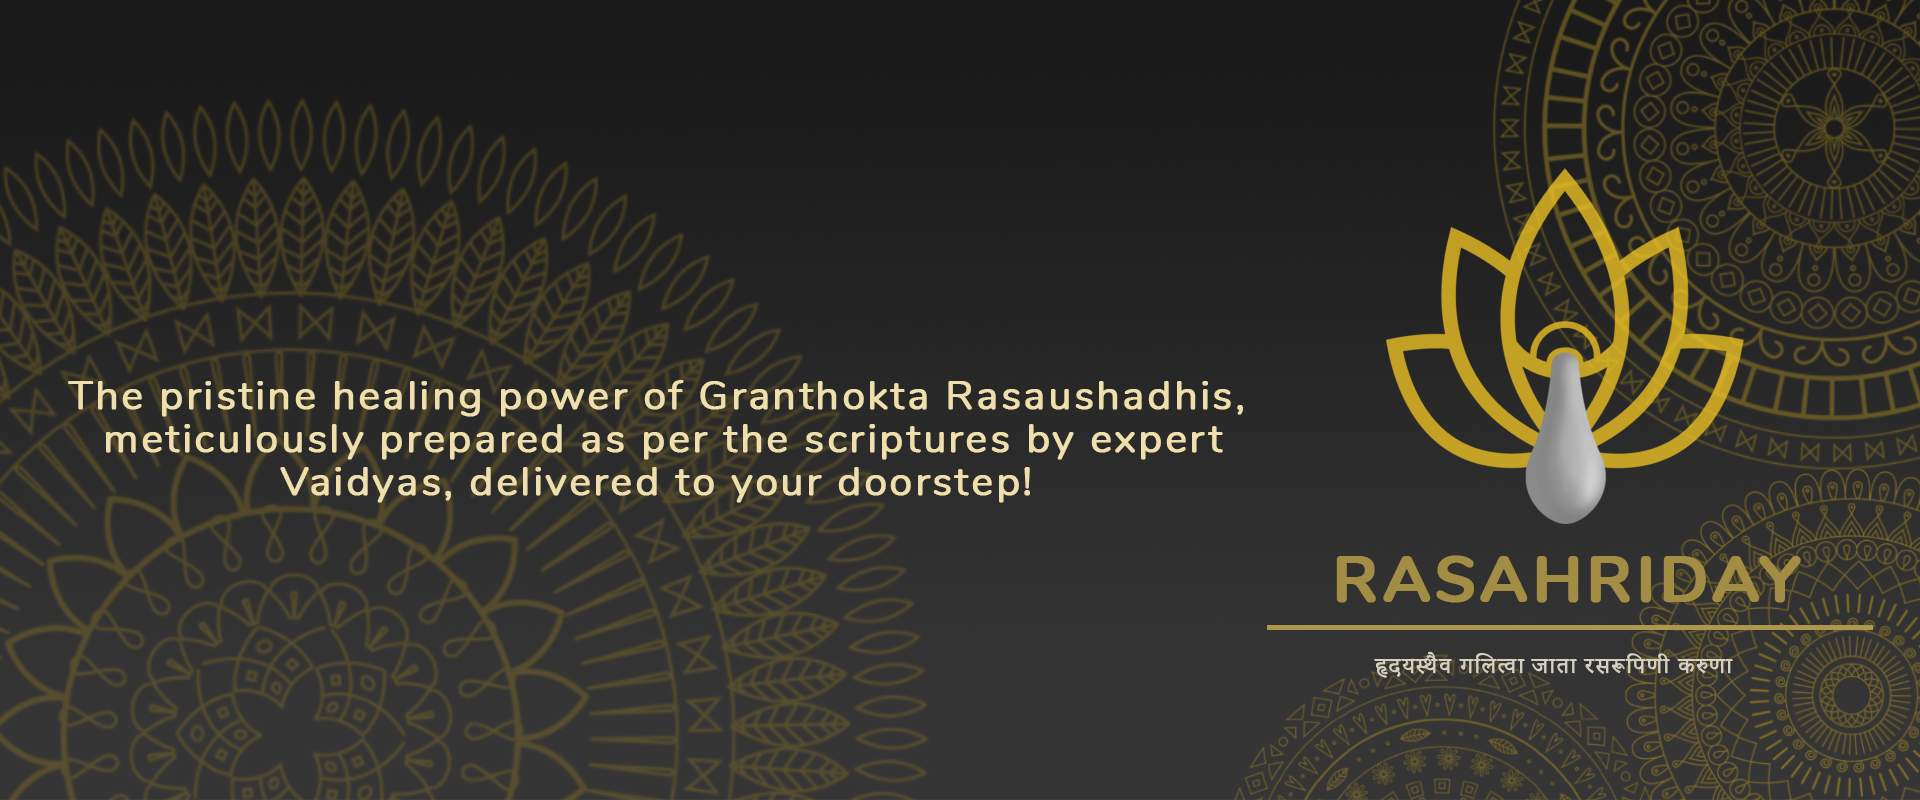 The pristine healing power of Granthokta Rasaushadhis,
meticulously prepared as per the scriptures by expert
Vaidyas, delivered to your doorstep!
RASAHRIDAY
हृदयस्थैव गलित्वा जाता रसरूपिणी करुणा